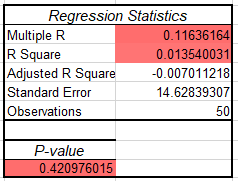 Regression Statistics
Multiple R 0.11636164
R Square 0.013540031
Adjusted R Square -0.007011218
Standard Error 14.62839307
Observations 50
P-value
0.420976015